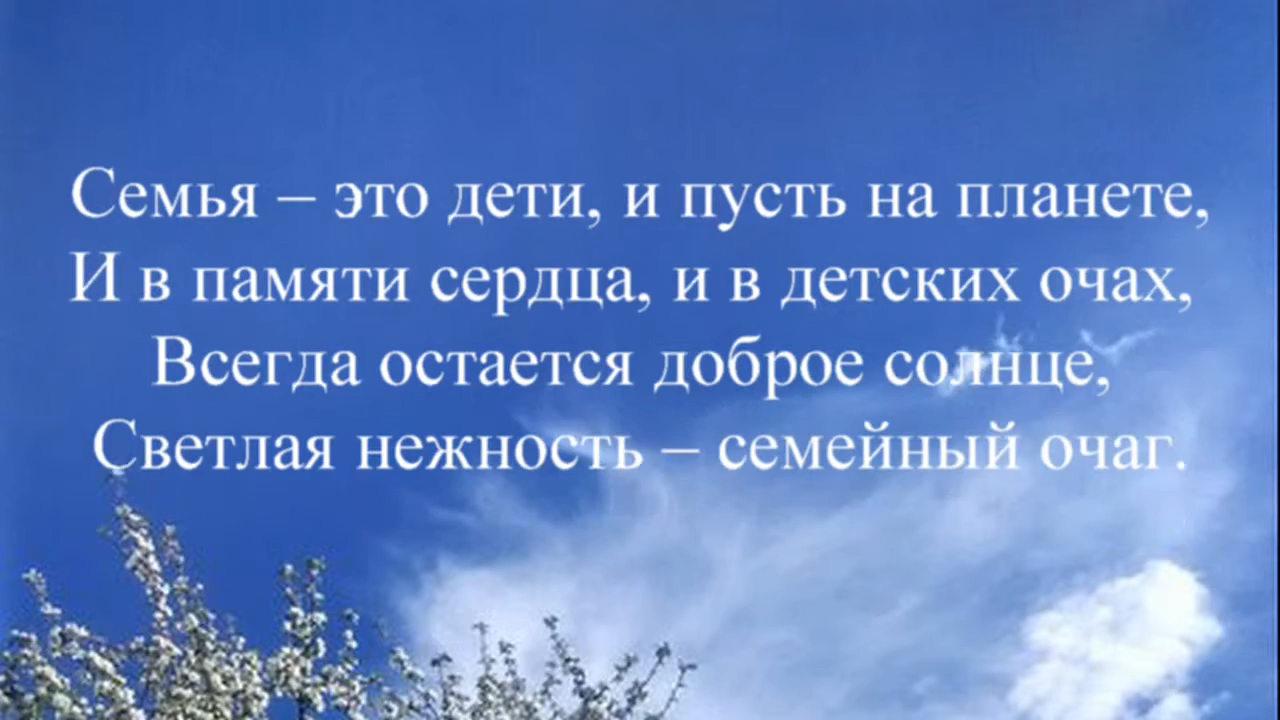 Семья – это дети, и пусть на планете,
И в памяти сердца, и в детских очах,
Всегда остается доброе солнце,
Светлая нежность – семейный очаг.